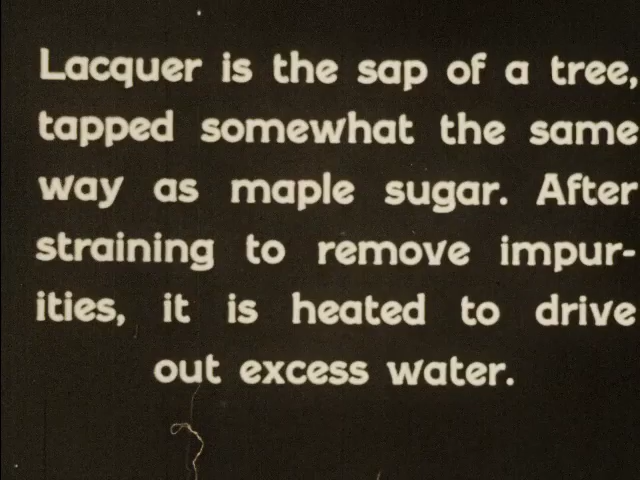 Lacquer is the sap of a tree,
tapped somewhat the same
way as maple sugar. After
straining to remove impur-
ities, it is heated to drive
out excess water.